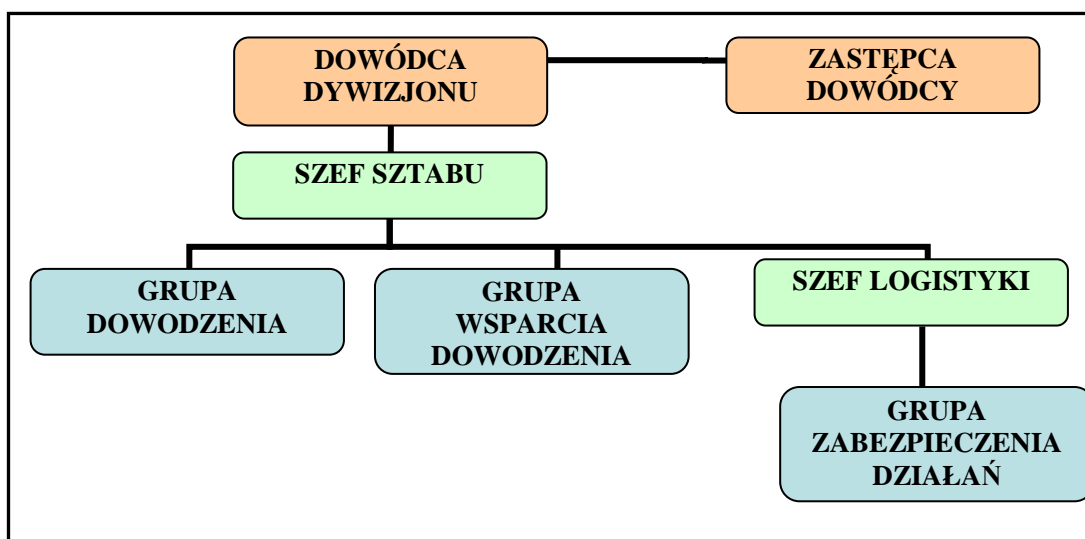 DOWÓDCA
DYWIZJONU
ZASTĘPCA
DOWÓDCY
SZEF SZTABU
GRUPA
DOWODZENIA
GRUPA
WSPARCIA
DOWODZENIA
SZEF LOGISTYKI
GRUPA
ZABEZPIECZENIA
DZIAŁAŃ